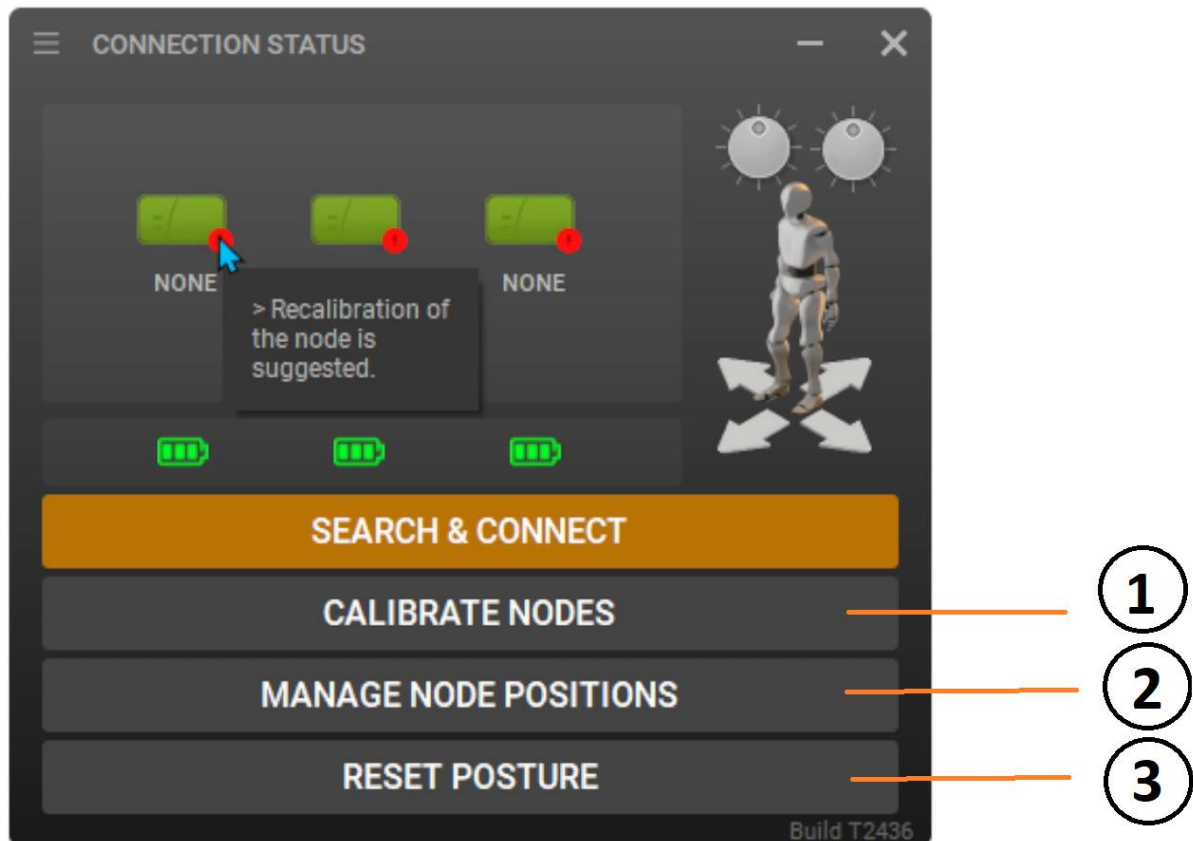 CONNECTION STATUS
NONE
NONE
> Recalibration of
the node is
suggested.
SEARCH & CONNECT
CALIBRATE NODES
1
MANAGE NODE POSITIONS
2
RESET POSTURE
3
Build T2436